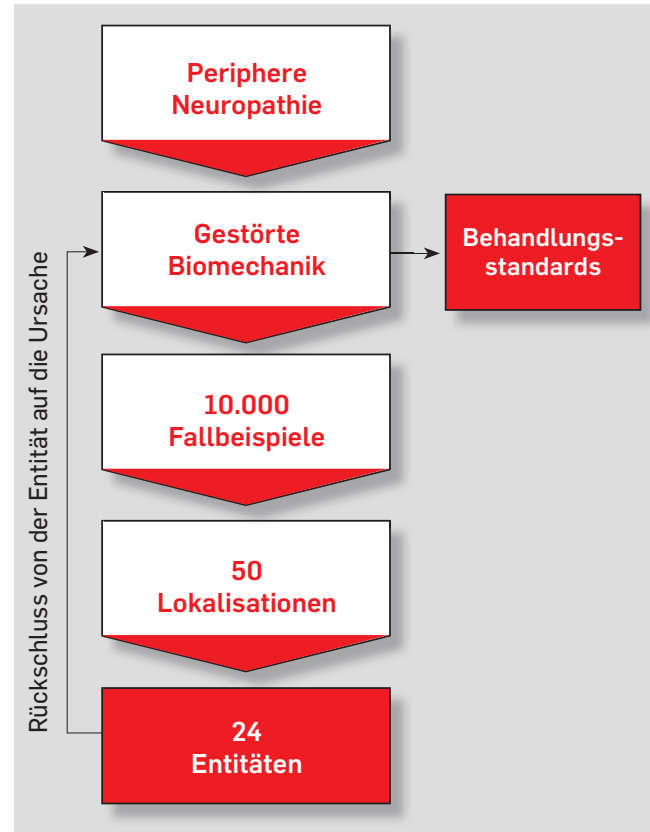 Periphere
Neuropathie
Gestörte
Biomechanik
Behandlungs-
standards
10.000
Fallbeispiele
50
Lokalisationen
24
Entitäten
Rückschluss von der Entität auf die Ursache